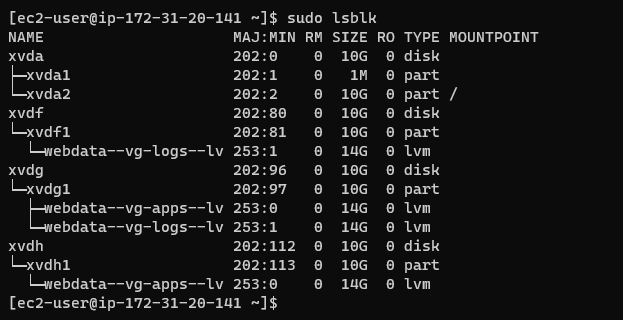 [ec2-user@ip-172-31-20-141 ~]$ sudo lsblk
NAME                      MAJ:MIN RM SIZE RO TYPE MOUNTPOINT
xvda                      202:0    0  10G  0 disk
├─xvda1                   202:1    0   1M  0 part
└─xvda2                   202:2    0  10G  0 part /
xvdf                      202:80   0  10G  0 disk
└─xvdf1                   202:81   0  10G  0 part
  └─webdata--vg-logs--lv 253:1    0  14G  0 lvm
xvdg                      202:96   0  10G  0 disk
└─xvdg1                   202:97   0  10G  0 part
  ├─webdata--vg-apps--lv 253:0    0  14G  0 lvm
  └─webdata--vg-logs--lv 253:1    0  14G  0 lvm
xvdh                      202:112  0  10G  0 disk
└─xvdh1                   202:113  0  10G  0 part
  └─webdata--vg-apps--lv 253:0    0  14G  0 lvm
[ec2-user@ip-172-31-20-141 ~]$